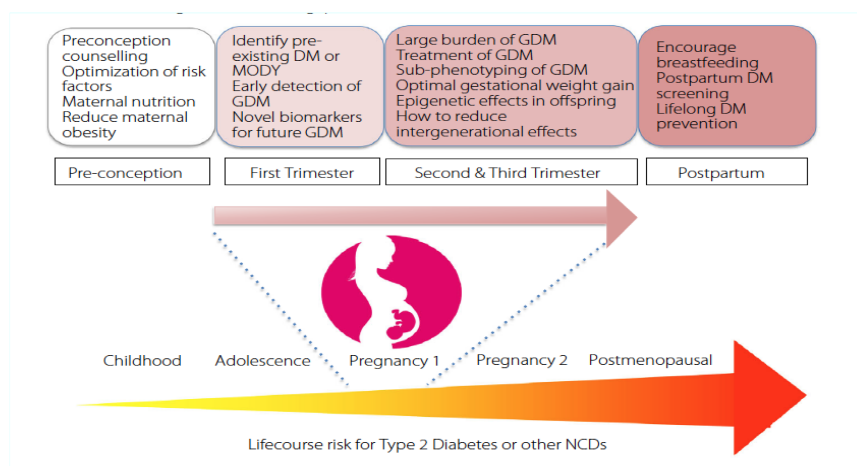 Preconception
counselling
Optimization of risk
factors
Maternal nutrition
Reduce maternal
obesity
Identify pre-
existing DM or
MODY
Early detection of
GDM
Novel biomarkers
for future GDM
Large burden of GDM
Treatment of GDM
Sub-phenotyping of GDM
Optimal gestational weight gain
Epigenetic effects in offspring
How to reduce
intergenerational effects
Encourage
breastfeeding
Postpartum DM
screening
Lifelong DM
prevention
Pre-conception
First Trimester
Second & Third Trimester
Postpartum
Childhood
Adolescence
Pregnancy 1
Pregnancy 2
Postmenopausal
Lifecourse risk for Type 2 Diabetes or other NCDs